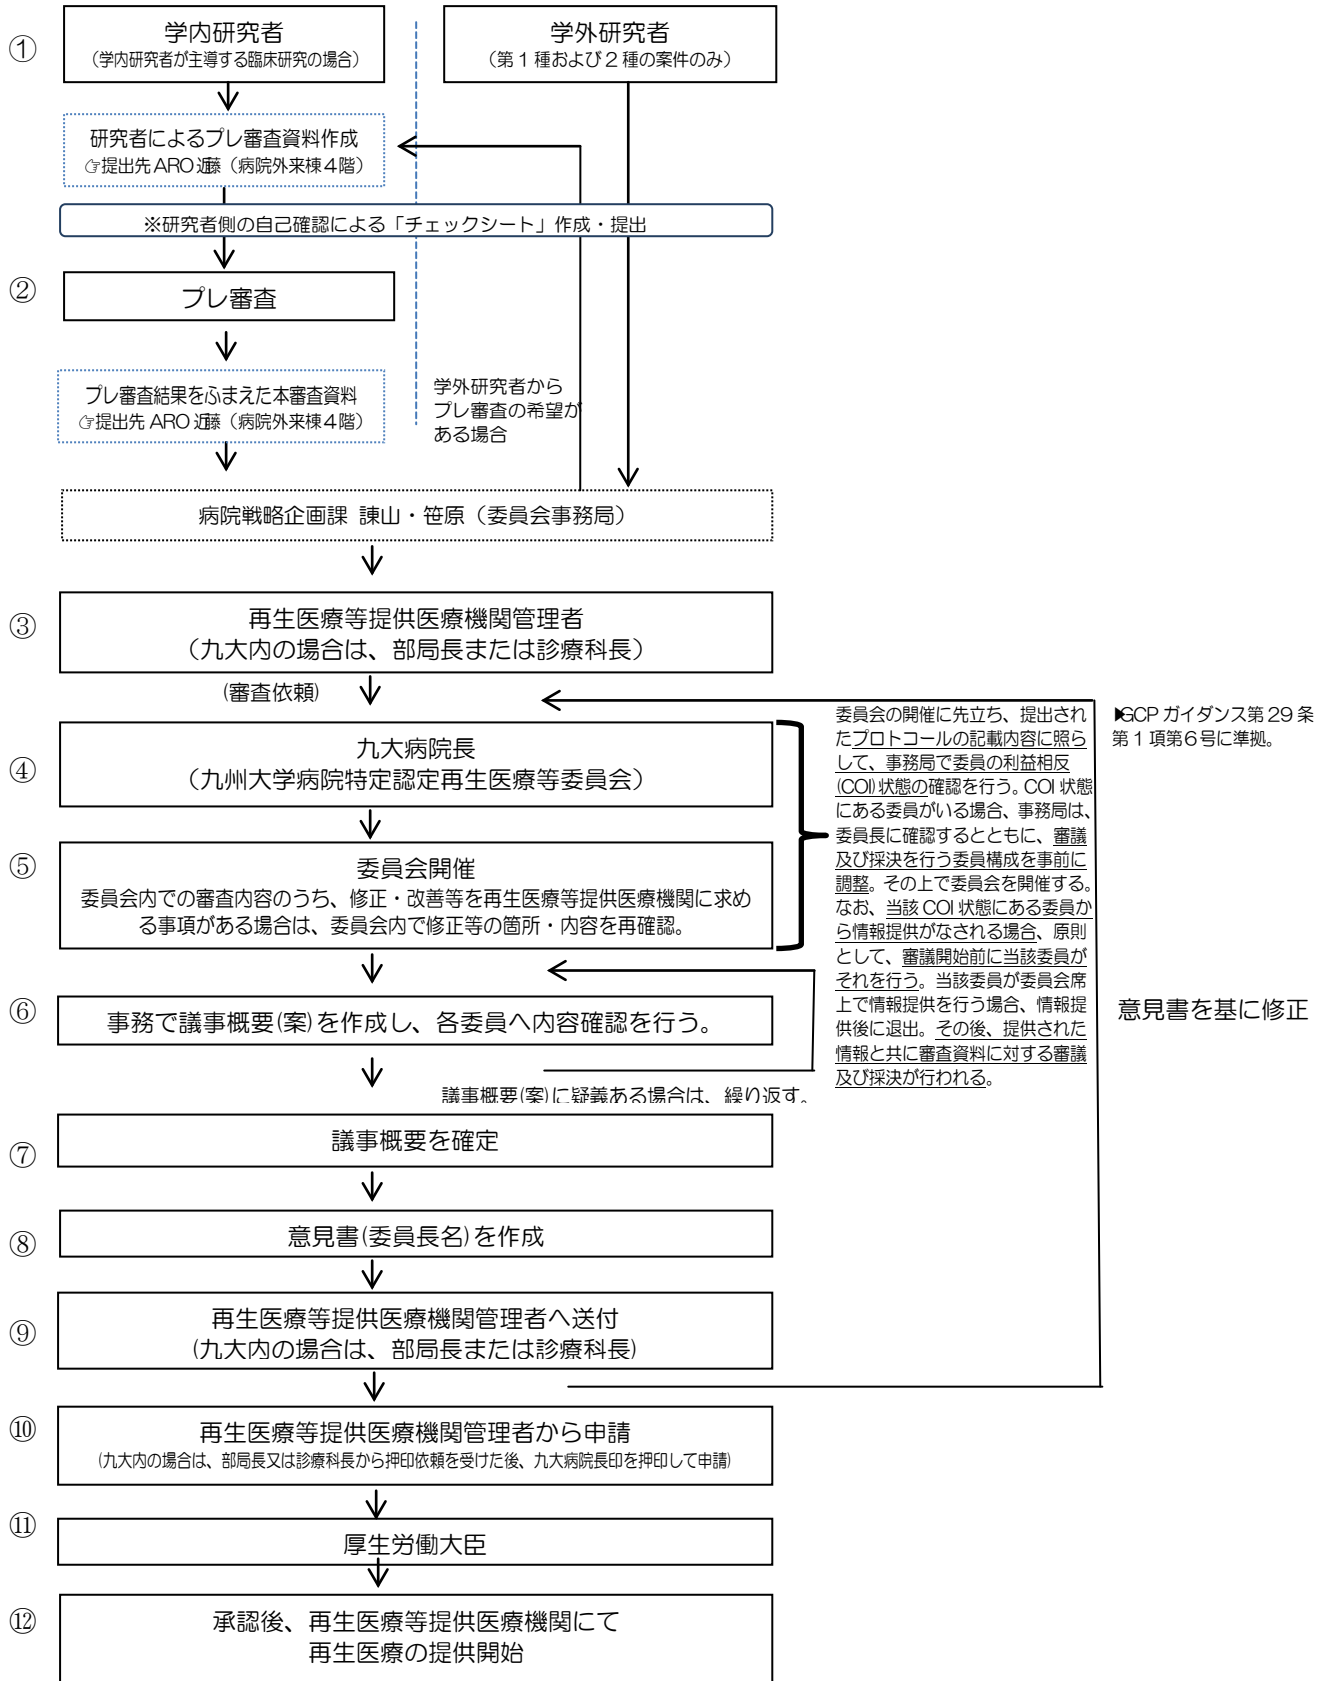 ①
学内研究者
（学内研究者が主導する臨床研究の場合）
学外研究者
（第1種および2種の案件のみ）
研究者によるプレ審査資料作成
☞提出先ARO近藤（病院外来棟4階）
※研究者側の自己確認による「チェックシート」作成・提出
②
プレ審査
プレ審査結果をふまえた本審査資料
☞提出先 ARO 近藤（病院外来棟4階）
学外研究者から
プレ審査の希望が
ある場合
病院戦略企画課 諌山・笹原（委員会事務局）
③
再生医療等提供医療機関管理者
（九大内の場合は、部局長または診療科長）
(審査依頼)
④
九大病院長
（九州大学病院特定認定再生医療等委員会）
⑤
委員会開催
委員会内での審査内容のうち、修正・改善等を再生医療等提供医療機関に求め
る事項がある場合は、委員会内で修正等の箇所・内容を再確認。
委員会の開催に先立ち、提出され
たプロトコールの記載内容に照ら
して、事務局で委員の利益相反
(COI)状態の確認を行う。COI 状態
にある委員がいる場合、事務局は、
委員長に確認するとともに、審議
及び採決を行う委員構成を事前に
調整。その上で委員会を開催する。
なお、当該 COI 状態にある委員か
ら情報提供がなされる場合、原則
として、審議開始前に当該委員が
それを行う。当該委員が委員会席
上で情報提供を行う場合、情報提
供後に退出。その後、提供された
情報と共に審査資料に対する審議
及び採決が行われる。
▶GCP ガイダンス第 29 条
第 1 項第 6 号に準拠。
⑥
事務で議事概要(案)を作成し、各委員へ内容確認を行う。
意見書を基に修正
議事概要(案)に疑義ある場合は、繰り返す。
⑦
議事概要を確定
⑧
意見書(委員長名)を作成
⑨
再生医療等提供医療機関管理者へ送付
(九大内の場合は、部局長または診療科長)
⑩
再生医療等提供医療機関管理者から申請
(九大内の場合は、部局長又は診療科長から押印依頼を受けた後、九大病院長印を押印して申請)
⑪
厚生労働大臣
⑫
承認後、再生医療等提供医療機関にて
再生医療の提供開始